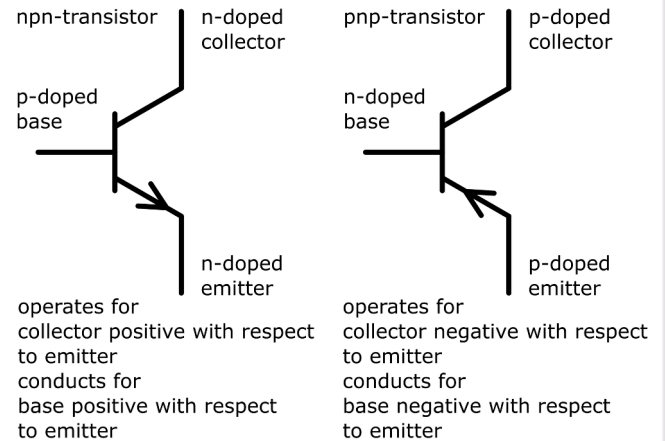 npn-transistor
n-doped
collector
p-doped
base
n-doped
emitter
operates for
collector positive with respect
to emitter
conducts for
base positive with respect
to emitter
pnp-transistor
p-doped
collector
n-doped
base
p-doped
emitter
operates for
collector negative with respect
to emitter
conducts for
base negative with respect
to emitter